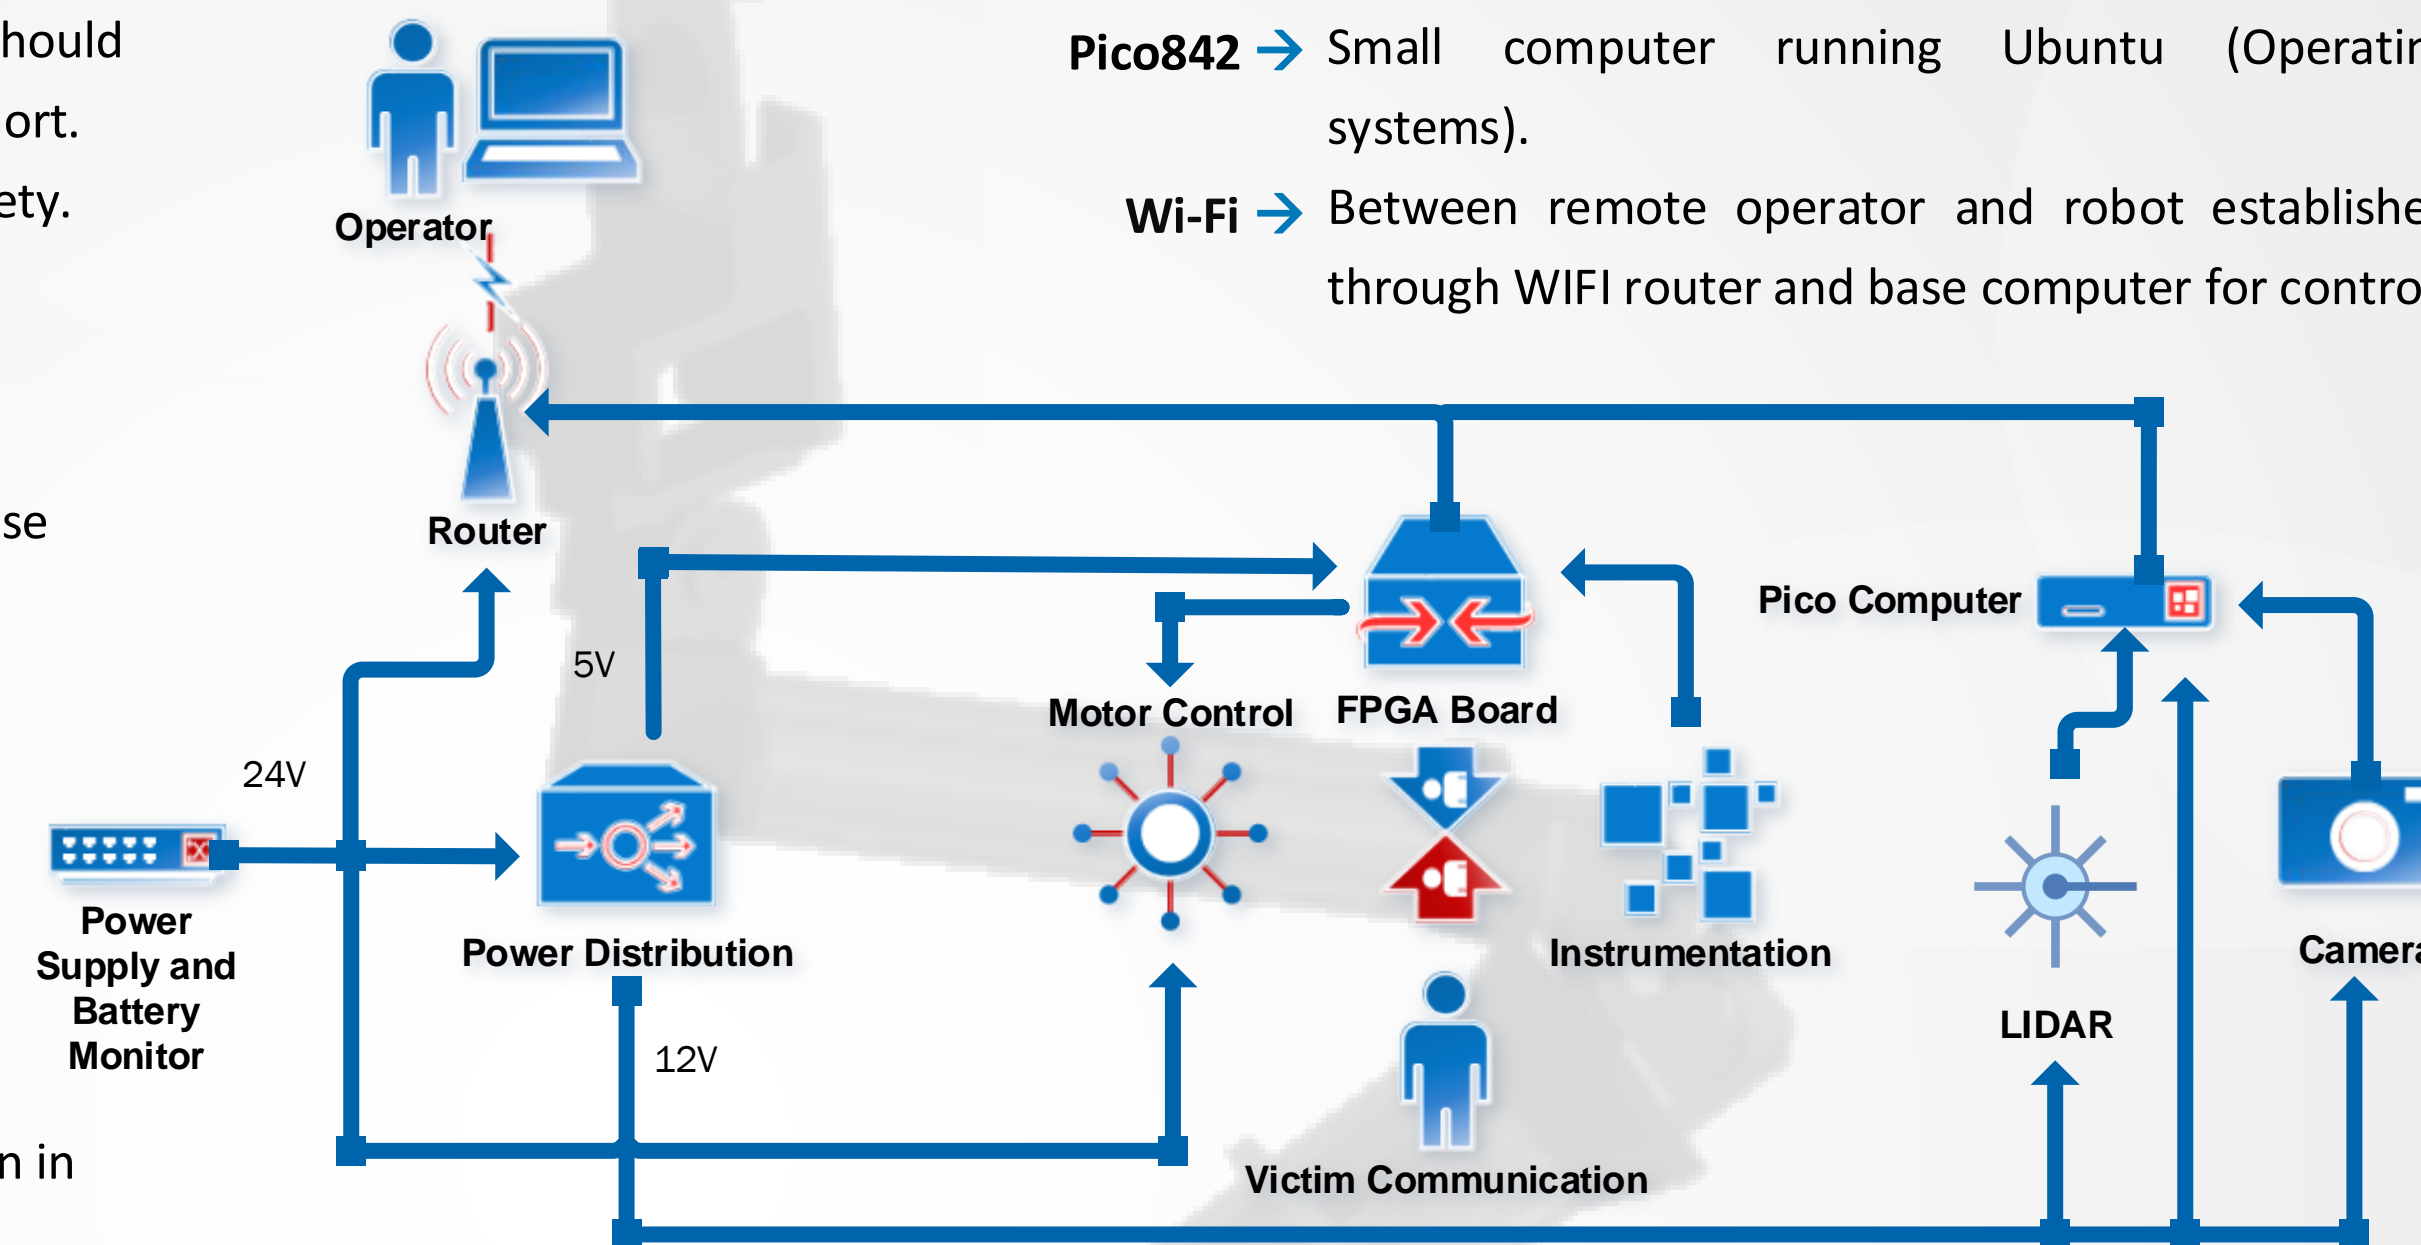 hould
ort.
ety.
se
n in
Pico842 → Small computer running Ubuntu (Operatin
systems).
Wi-Fi → Between remote operator and robot establishe
through WIFI router and base computer for contro
Operator
Router
5V
24V
Motor Control
FPGA Board
Pico Computer
Power
Supply and
Battery
Monitor
Power Distribution
12V
Instrumentation
LIDAR
Camera
Victim Communication